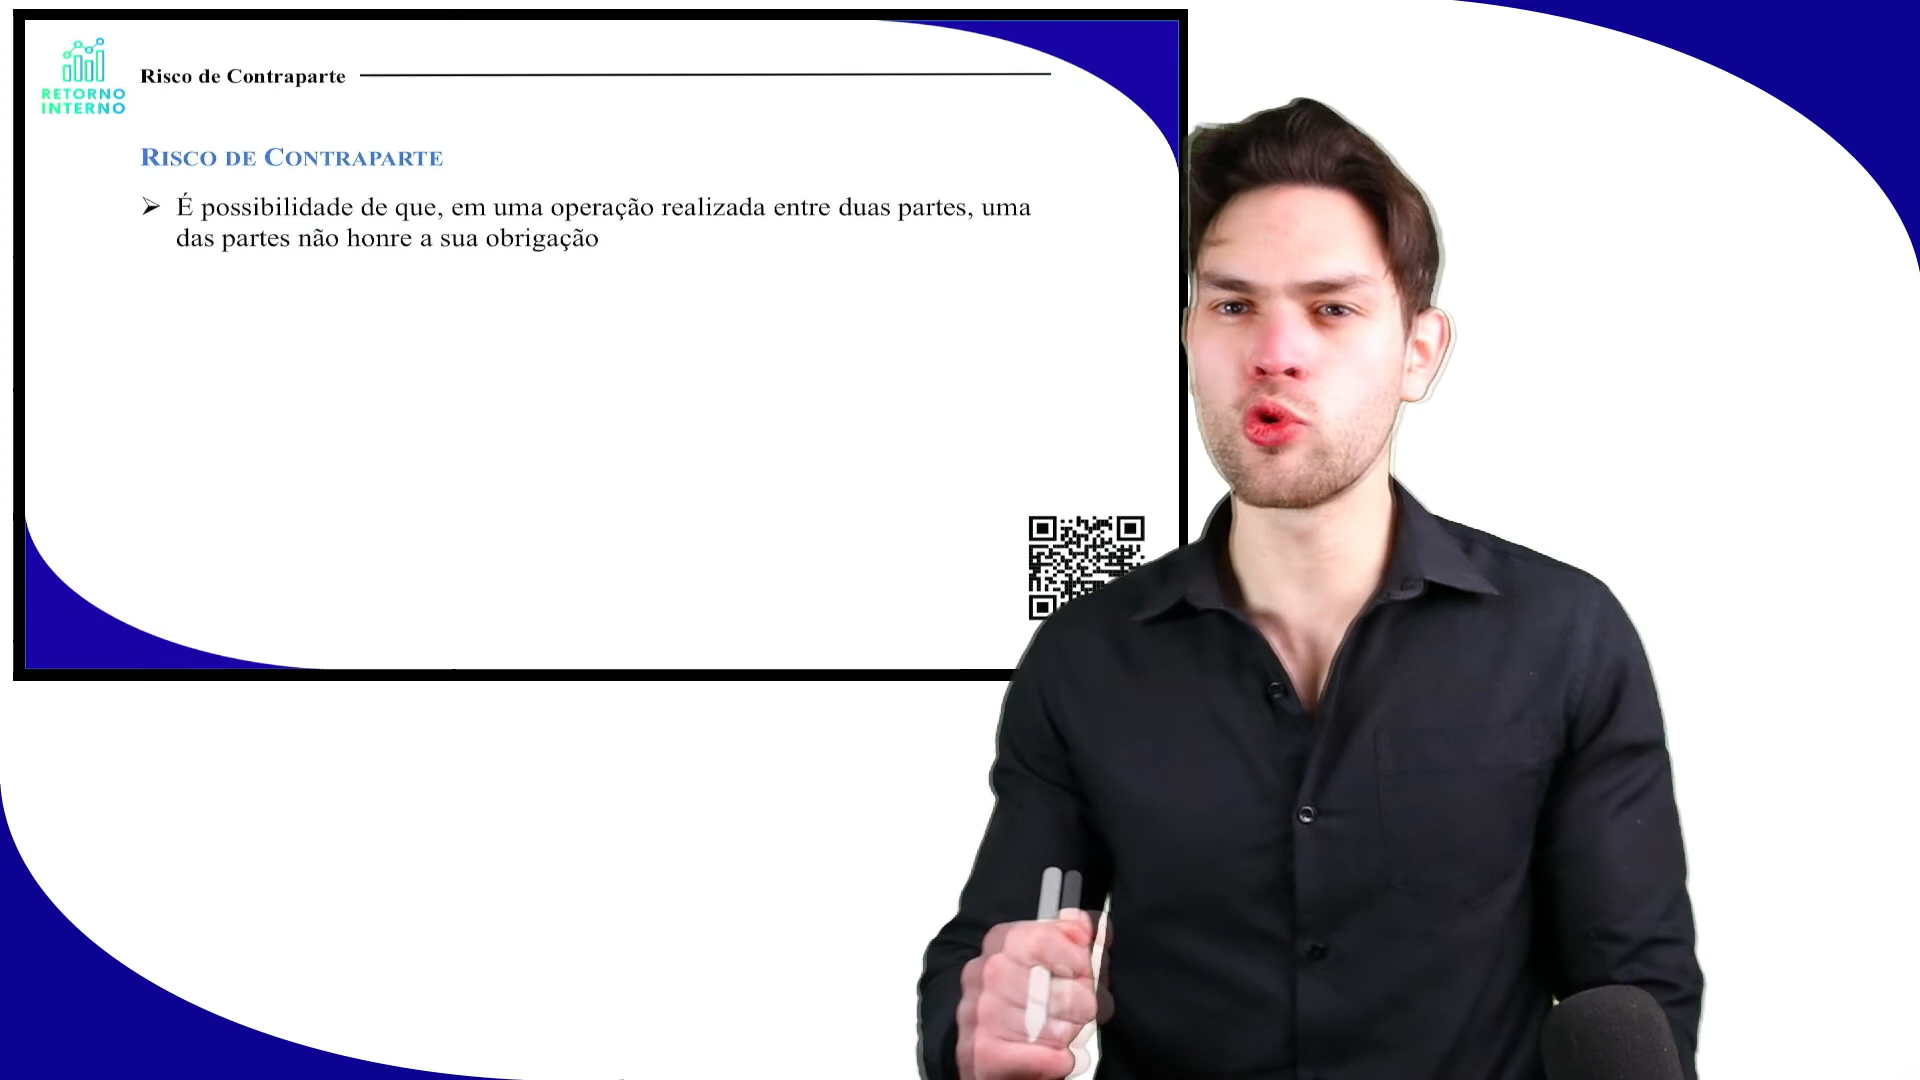 RETORNO
INTERNO
Risco de Contraparte
RISCO DE CONTRAPARTE
É possibilidade de que, em uma operação realizada entre duas partes, uma
das partes não honre a sua obrigação